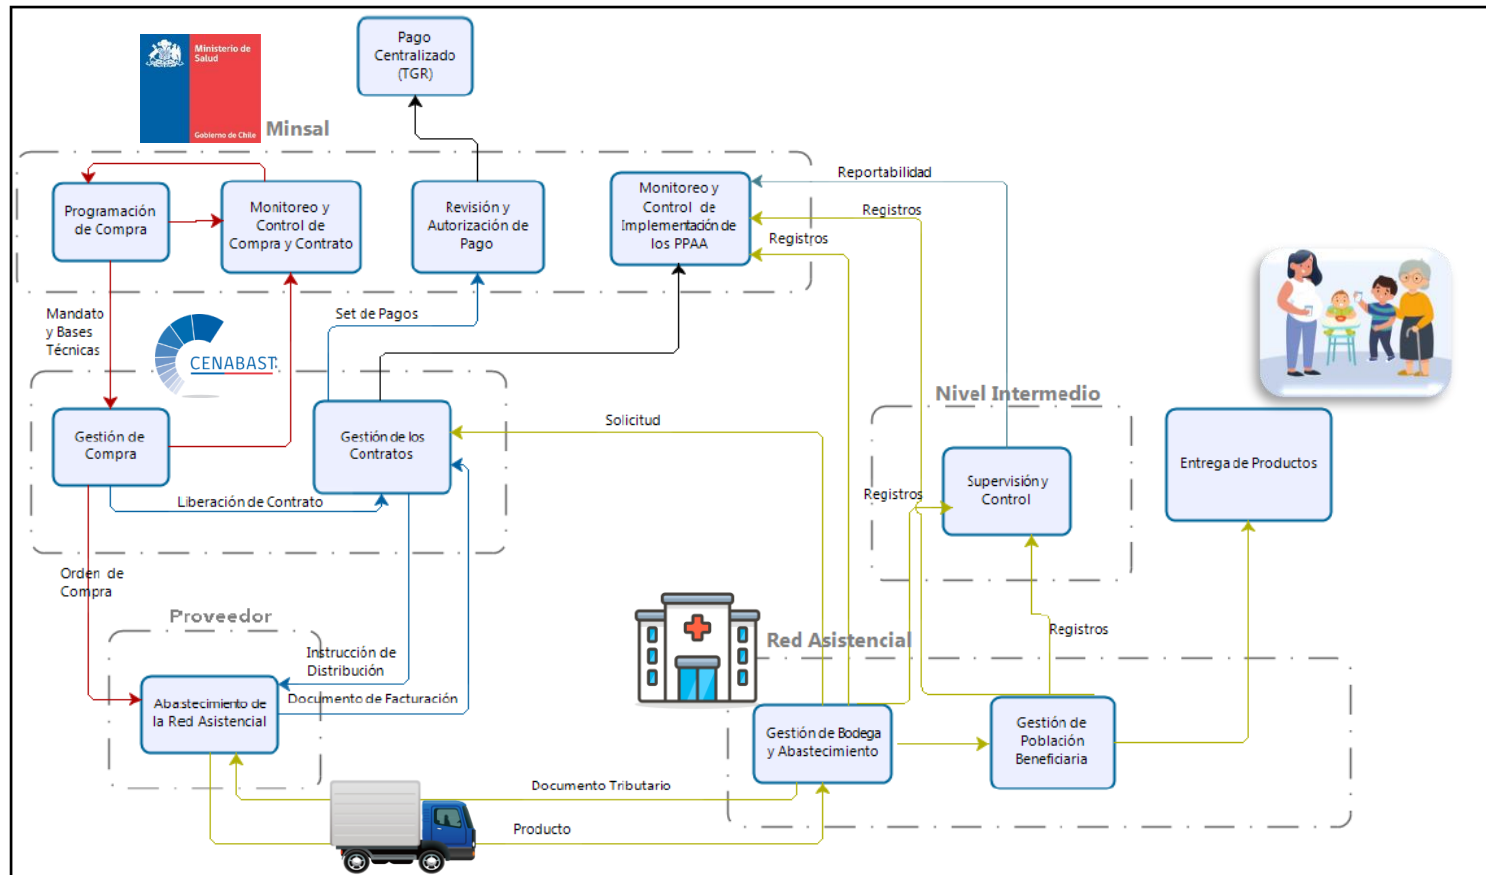 Pago
Centralizado
(TGR)
Ministerio de
Salud
Gobierno de Chile
Minsal
Programación
de Compra
Monitoreo y
Control de
Compra y Contrato
Revisión y
Autorización de
Pago
Monitoreo y
Control de
Implementación de
los PPAA
Reportabilidad
Registros
Registros
Mandato
y Bases
Técnicas
CENABAST
Set de Pagos
Gestión de
Compra
Gestión de los
Contratos
Liberación de Contrato
Solicitud
Nivel Intermedio
Supervisión y
Control
Registros
Entrega de Productos
Orden de
Compra
Proveedor
Instrucción de
Distribución
Documento de Facturación
Abastecimiento de
la Red Asistencial
Red Asistencial
Registros
Gestión de Bodega
y Abastecimiento
Gestión de
Población
Beneficiaria
Documento Tributario
Producto